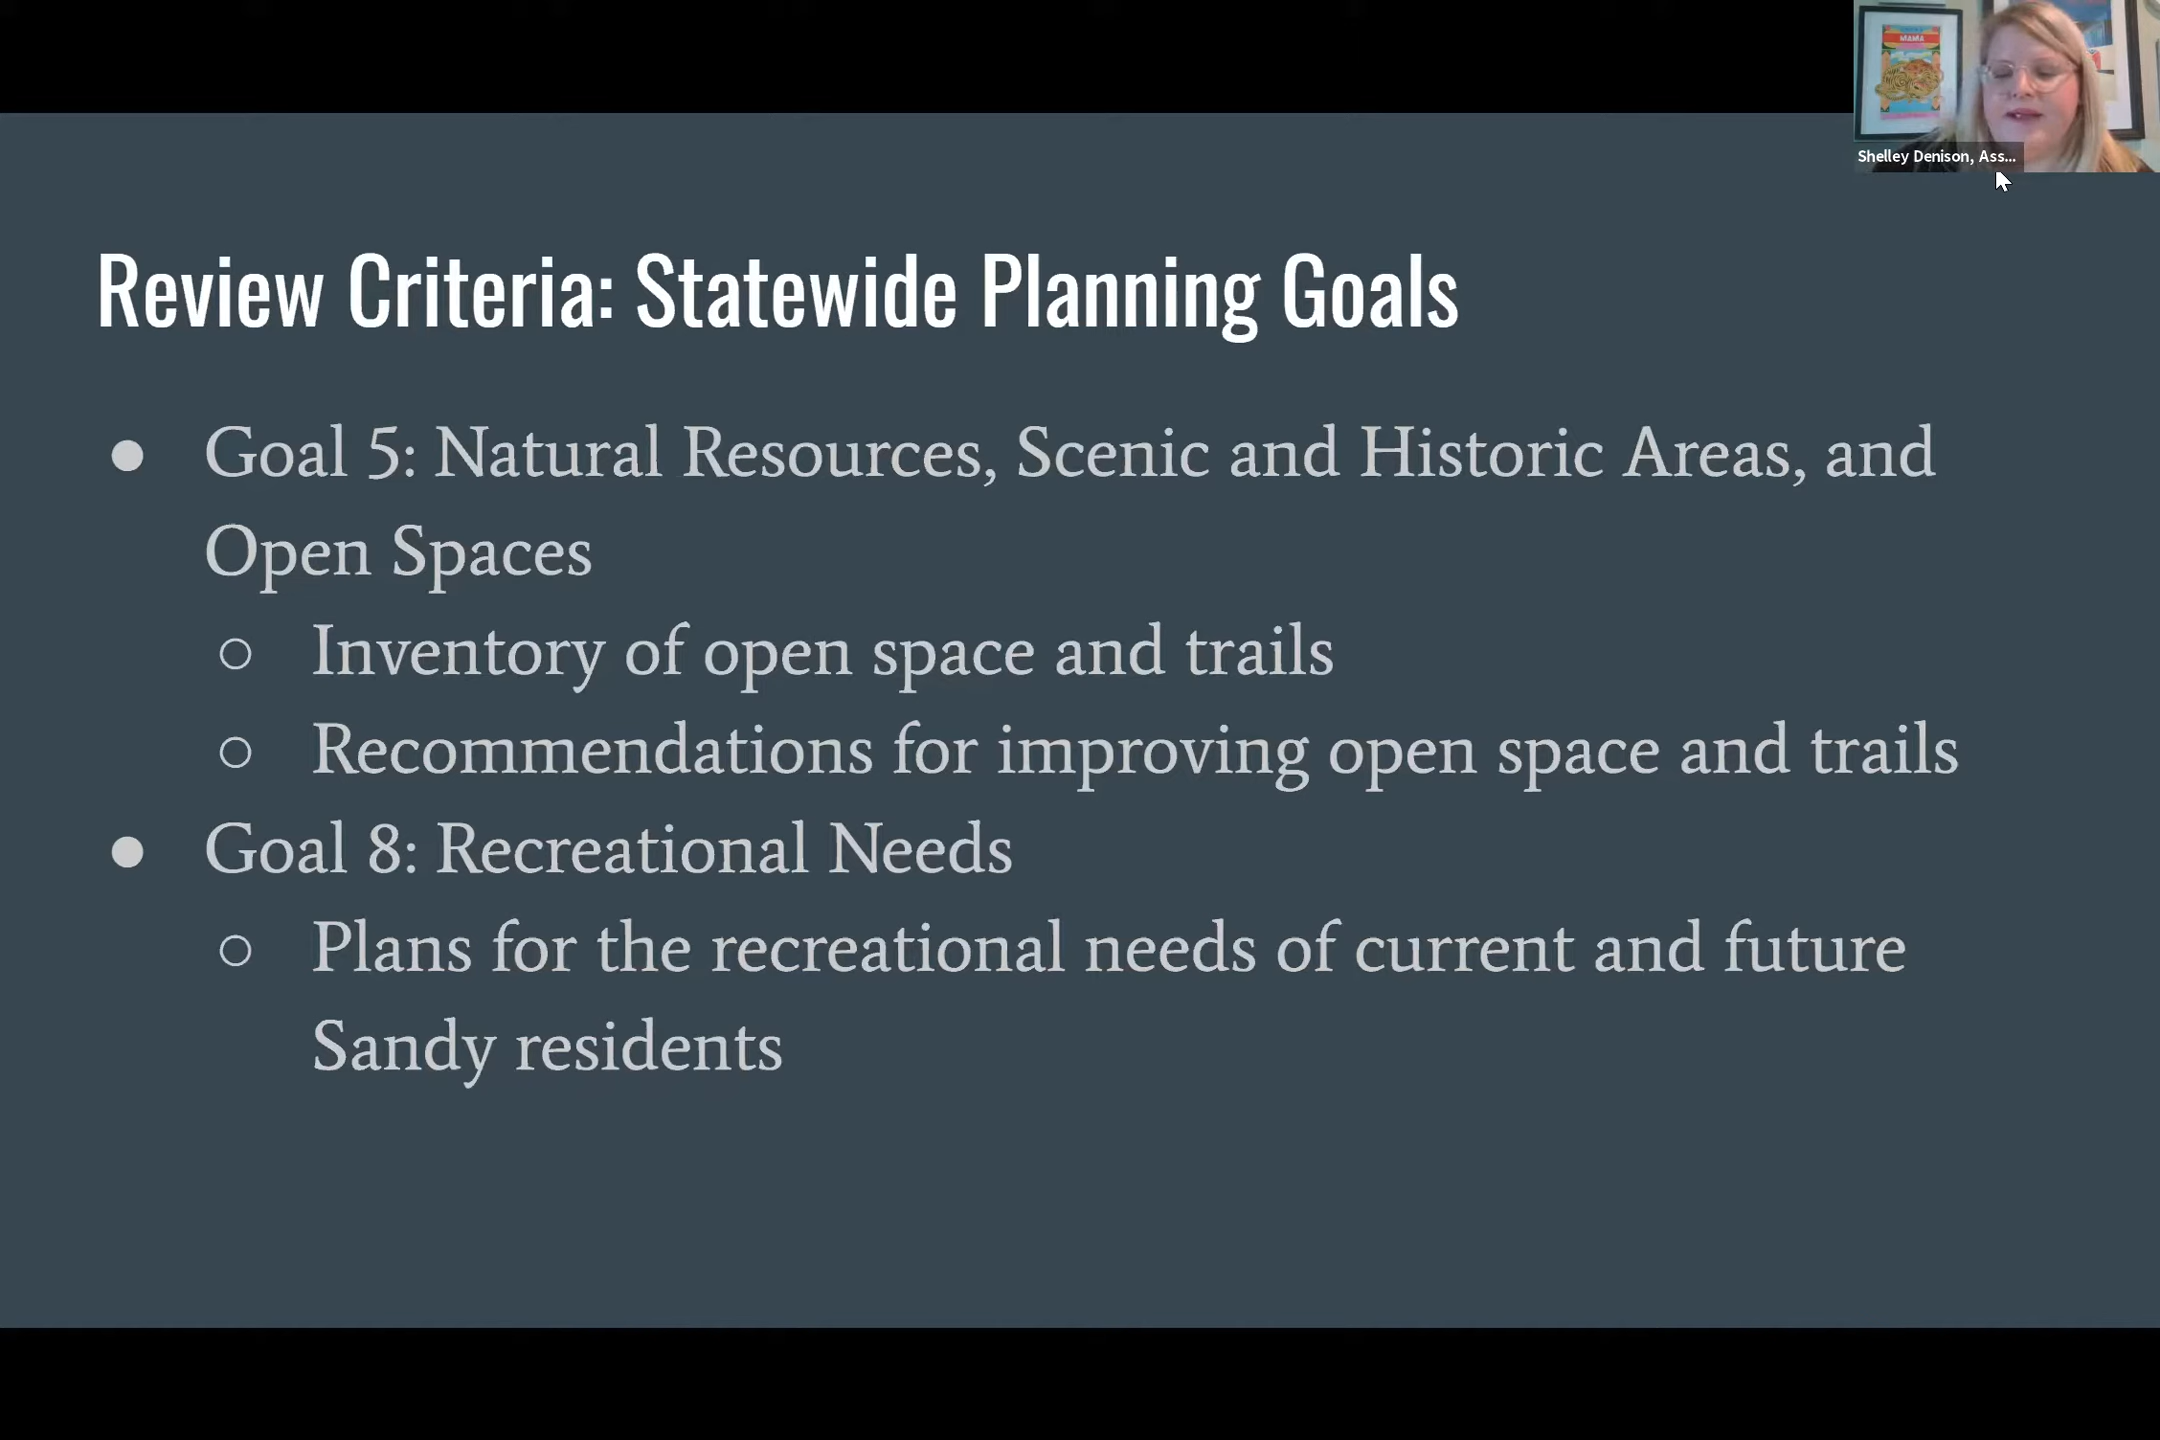 MAMA
Shelley Denison, Ass...
Review Criteria: Statewide Planning Goals
● Goal 5: Natural Resources, Scenic and Historic Areas, and
Open Spaces
○ Inventory of open space and trails
○ Recommendations for improving open space and trails
● Goal 8: Recreational Needs
○ Plans for the recreational needs of current and future
Sandy residents